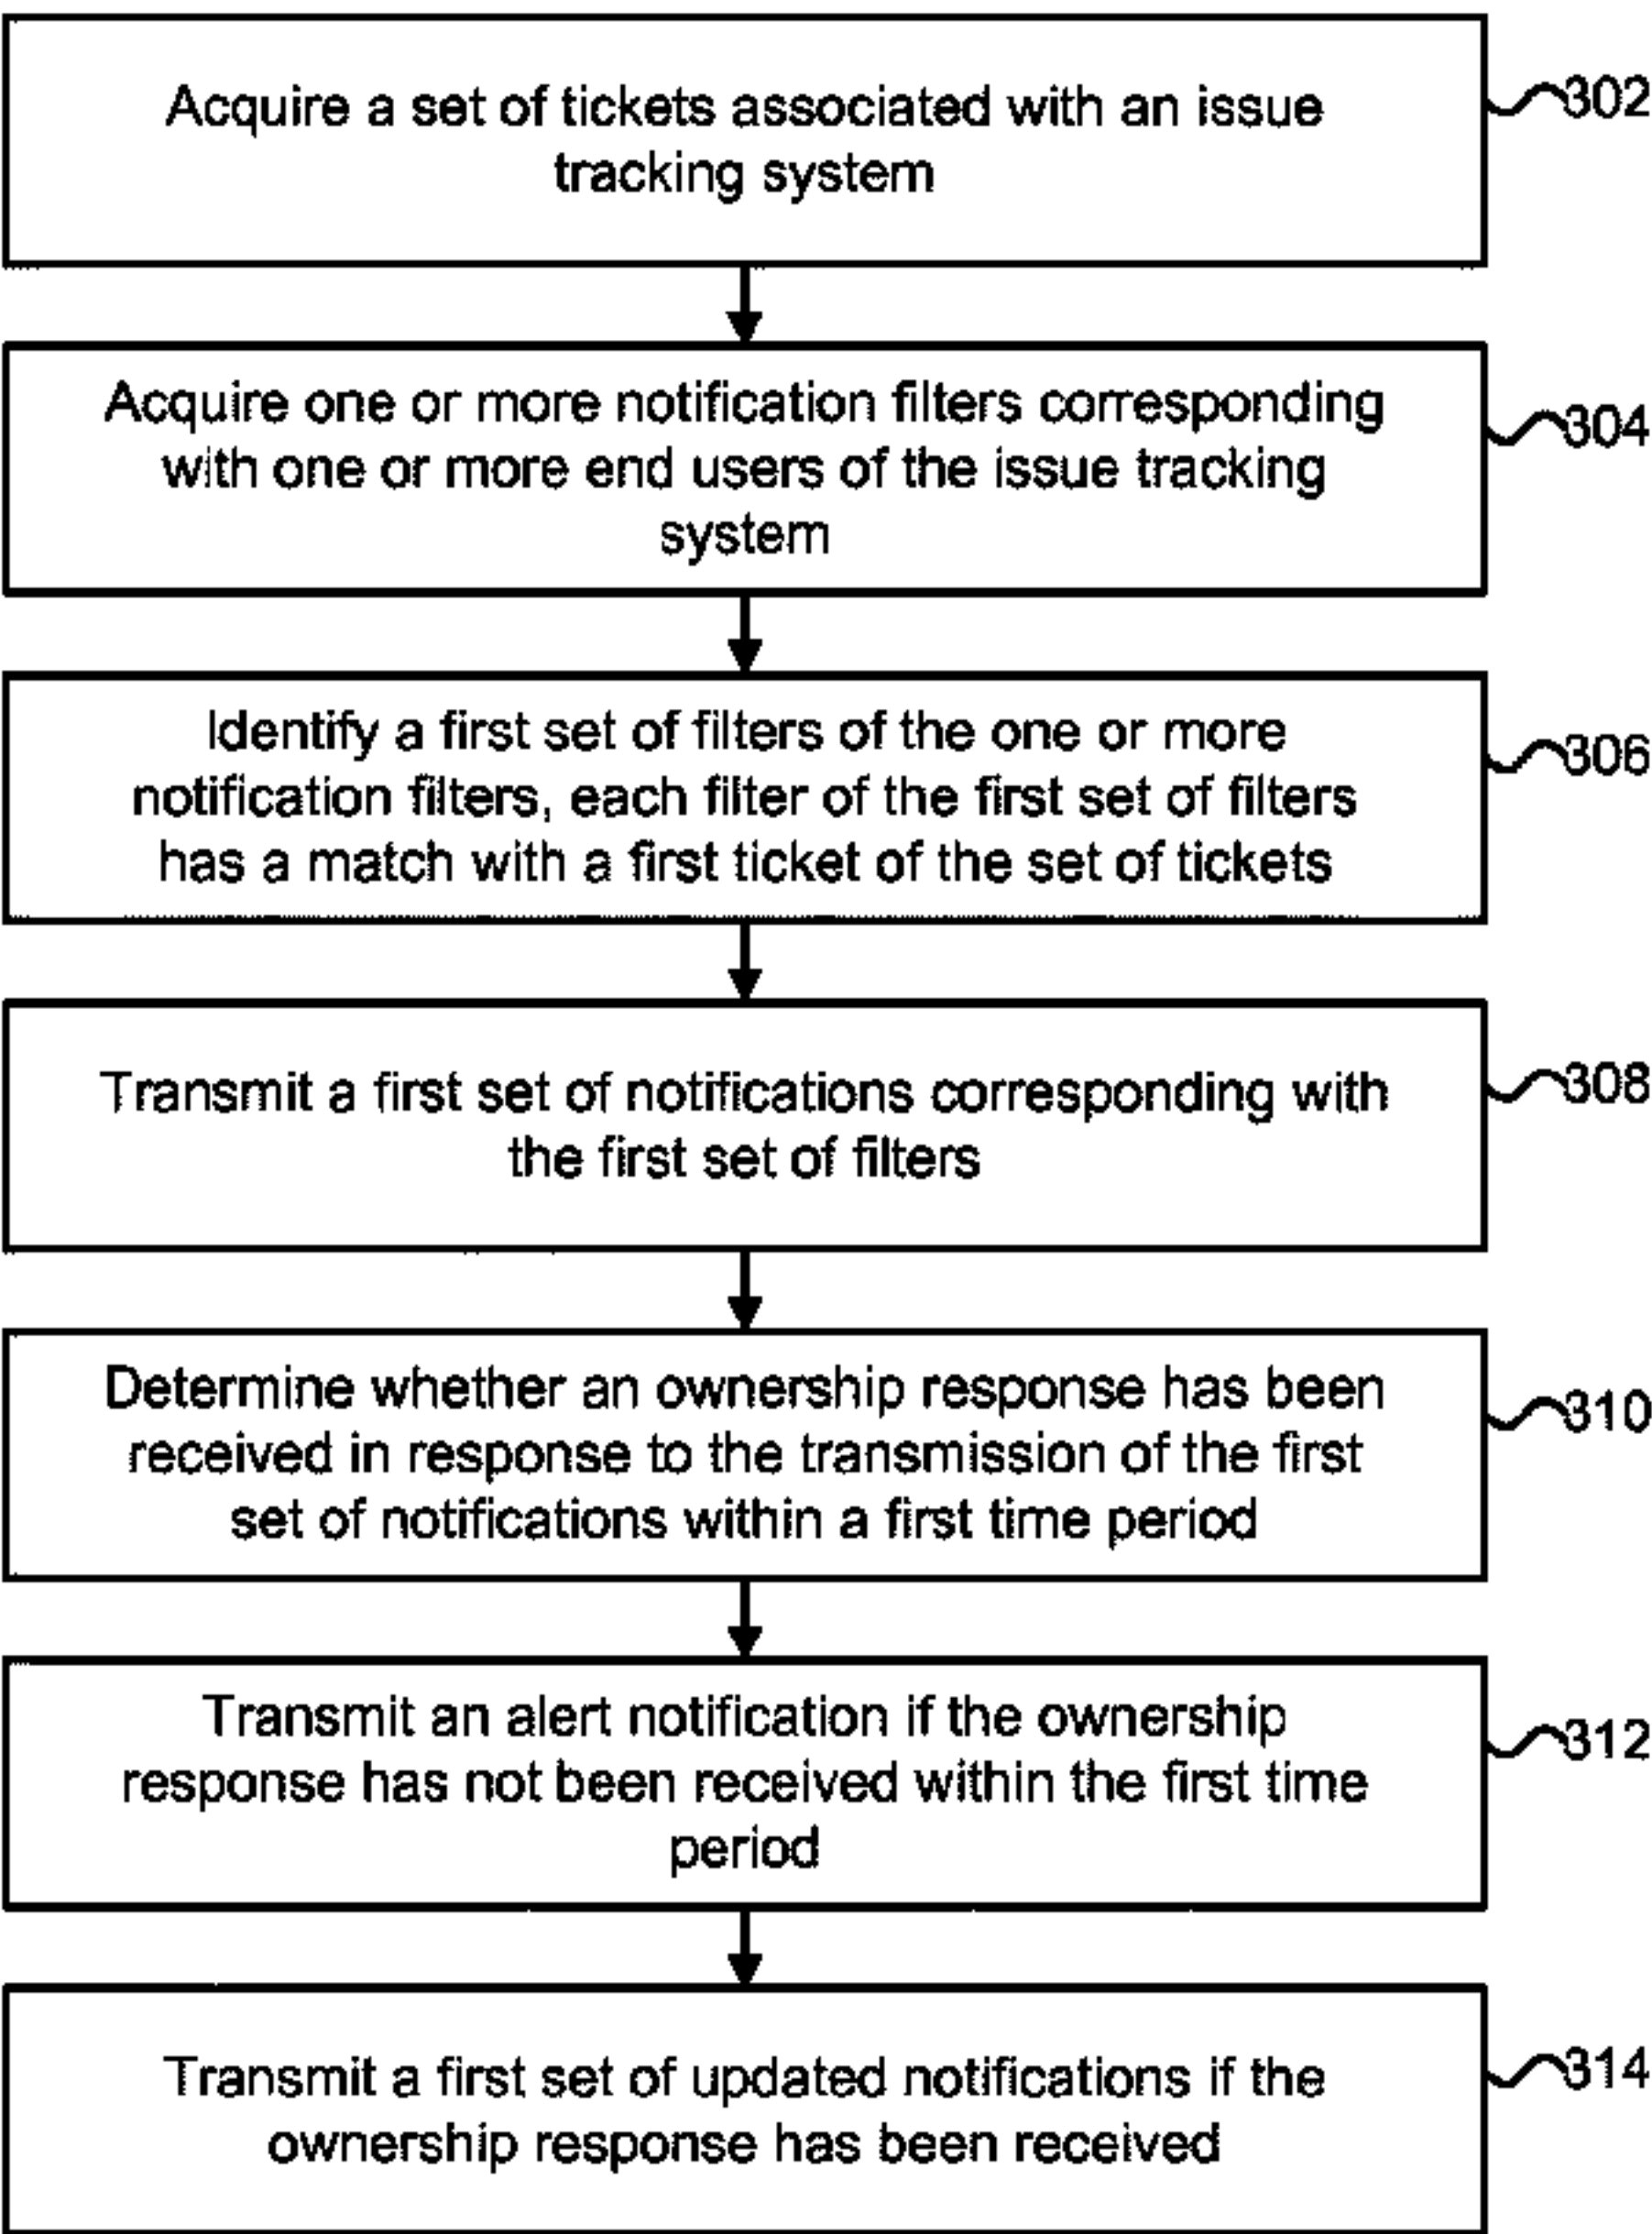 Acquire a set of tickets associated with an issue
tracking system
302
Acquire one or more notification filters corresponding
with one or more end users of the issue tracking
system
304
Identify a first set of filters of the one or more
notification filters, each filter of the first set of filters
has a match with a first ticket of the set of tickets
306
Transmit a first set of notifications corresponding with
the first set of filters
308
Determine whether an ownership response has been
received in response to the transmission of the first
set of notifications within a first time period
310
Transmit an alert notification if the ownership
response has not been received within the first time
period
312
Transmit a first set of updated notifications if the
ownership response has been received
314